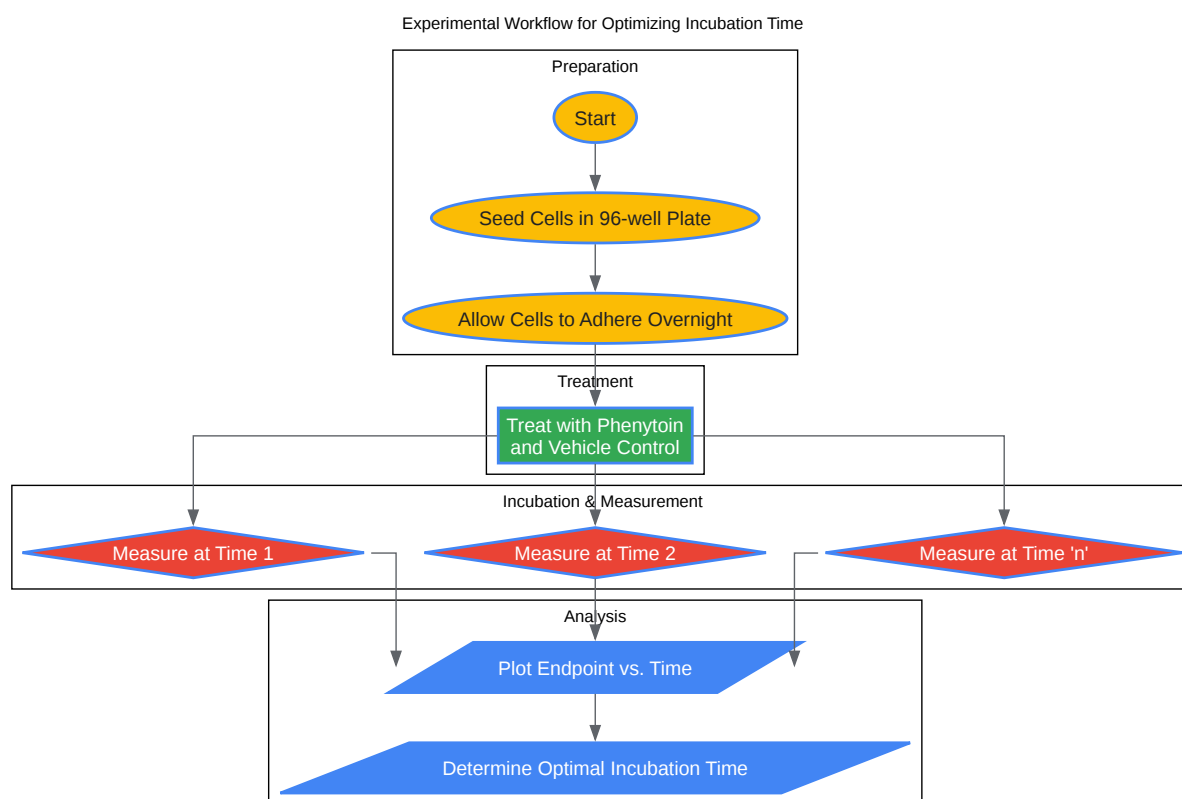 Experimental Workflow for Optimizing Incubation Time
Preparation
Start
Seed Cells in 96-well Plate
Allow Cells to Adhere Overnight
Treatment
Treat with Phenytoin
and Vehicle Control
Incubation & Measurement
Measure at Time 1
Measure at Time 2
Measure at Time 'n'
Analysis
Plot Endpoint vs. Time
Determine Optimal Incubation Time